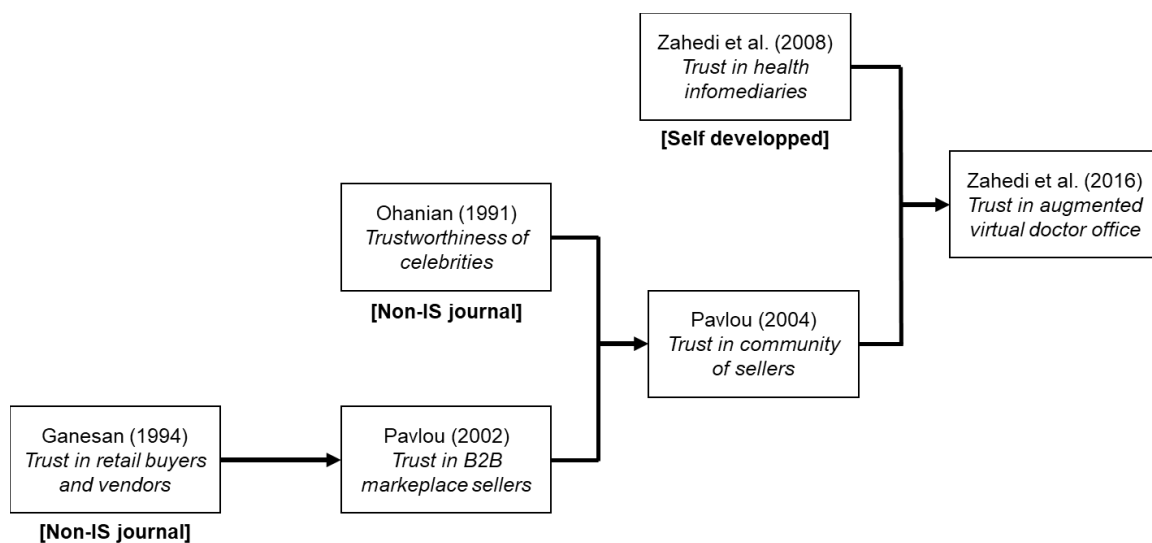 Zahedi et al. (2008)
Trust in health
infomediaries
[Self developped]
Zahedi et al. (2016)
Trust in augmented
virtual doctor office
Ohanian (1991)
Trustworthiness of
celebrities
[Non-IS journal]
Pavlou (2004)
Trust in community
of sellers
Ganesan (1994)
Trust in retail buyers
and vendors
[Non-IS journal]
Pavlou (2002)
Trust in B2B
markeplace sellers